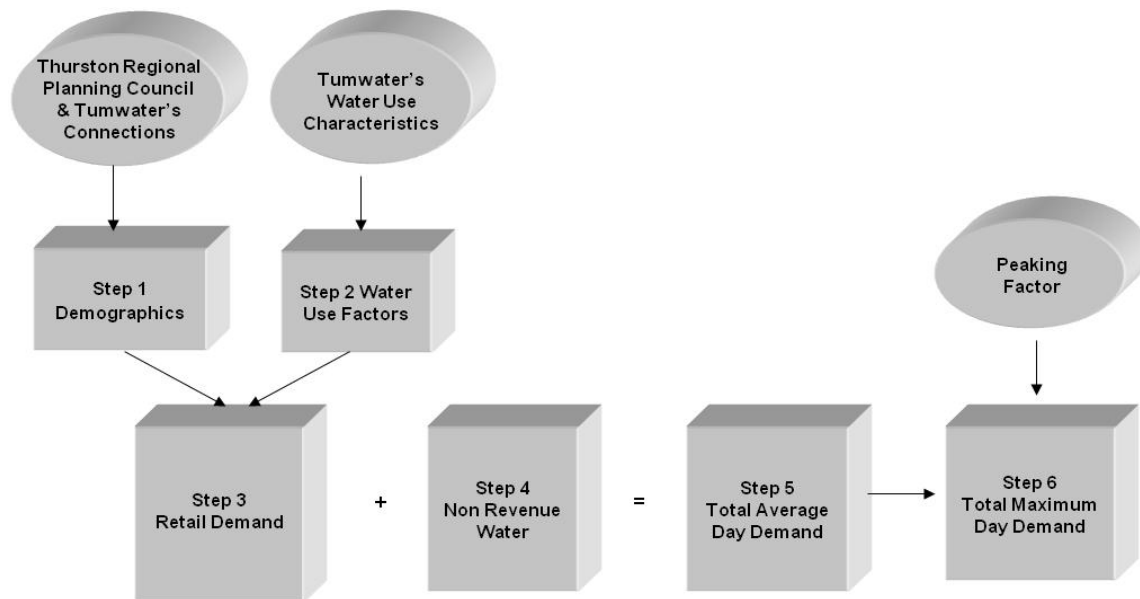 Thurston Regional
Planning Council
& Tumwater's
Connections
Tumwater's
Water Use
Characteristics
Step 1
Demographics
Step 2 Water
Use Factors
Peaking
Factor
Step 3
Retail Demand
+
Step 4
Non Revenue
Water
=
Step 5
Total Average
Day Demand
Step 6
Total Maximum
Day Demand